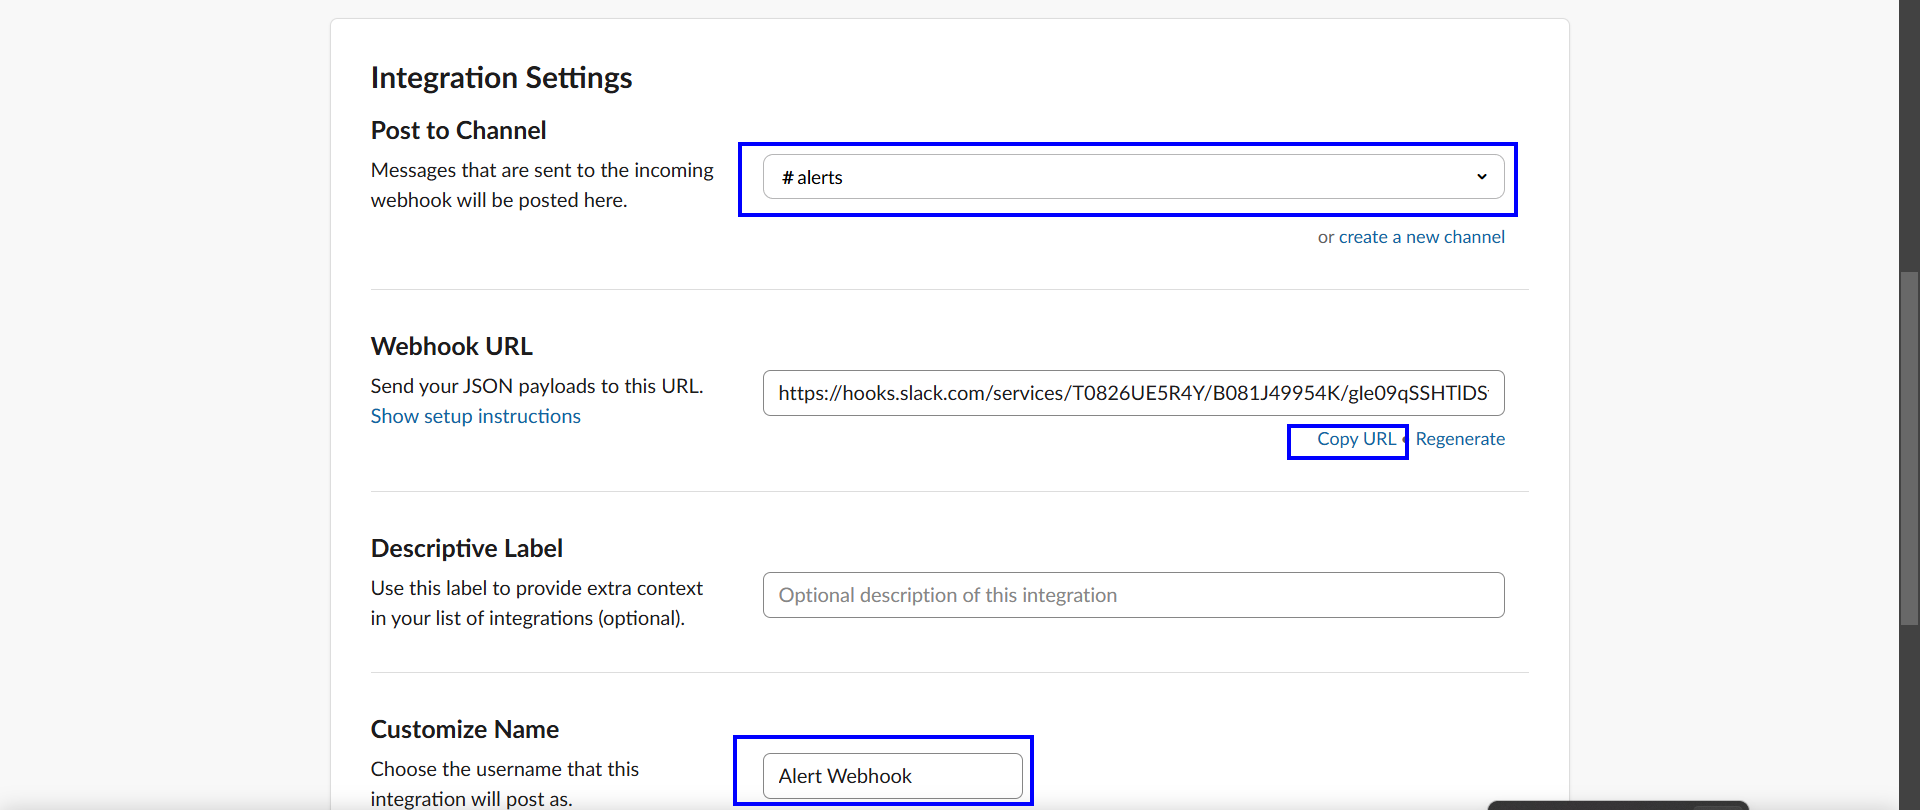 Integration Settings
Post to Channel
Messages that are sent to the incoming
webhook will be posted here.
# alerts
or create a new channel
Webhook URL
Send your JSON payloads to this URL.
Show setup instructions
https://hooks.slack.com/services/T0826UE5R4Y/B081J49954K/gIe09qSSHTlDS
Copy URL • Regenerate
Descriptive Label
Use this label to provide extra context
in your list of integrations (optional).
Optional description of this integration
Customize Name
Choose the username that this
integration will post as.
Alert Webhook